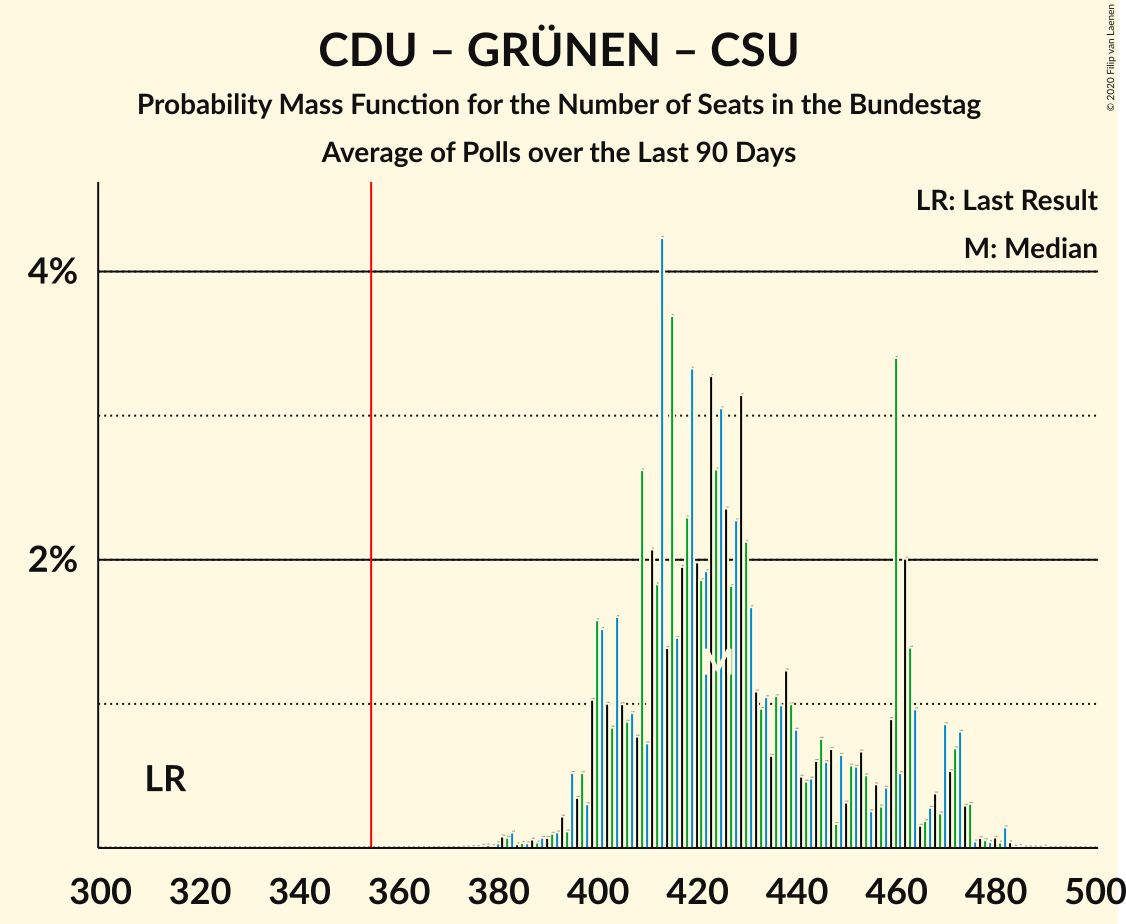 CDU – GRÜNEN – CSU
Probability Mass Function for the Number of Seats in the Bundestag
Average of Polls over the Last 90 Days
© 2020 Filip van Laenen
LR: Last Result
M: Median
4%
2%
M
LR
300 320 340 360 380 400 420 440 460 480 500